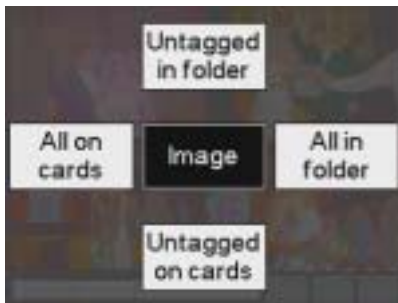 Untagged
in folder
All on
cards
Image
All in
folder
Untagged
on cards